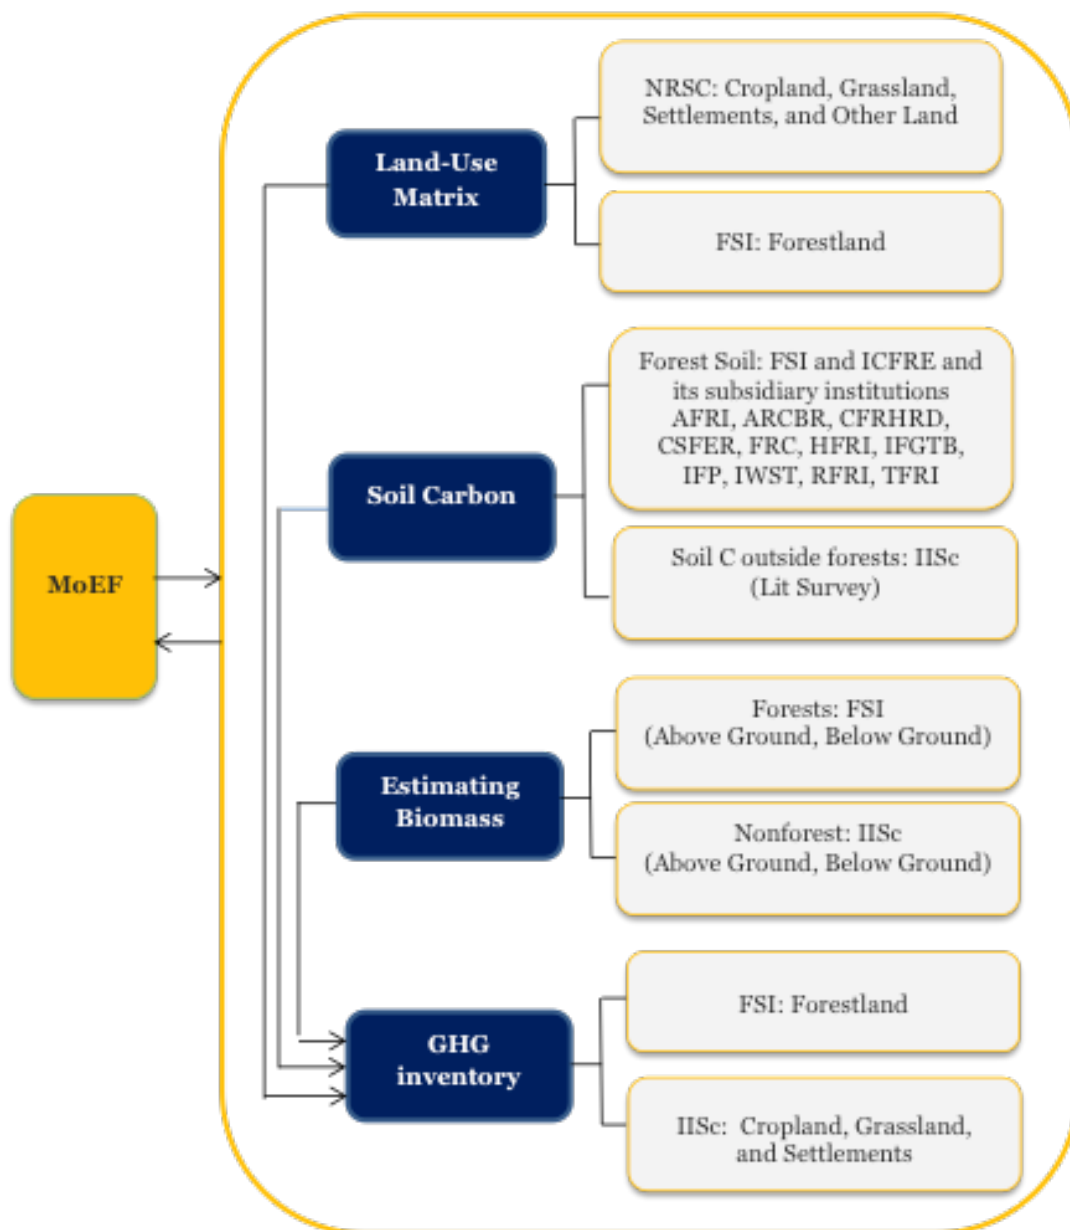 NRSC: Cropland, Grassland,
Settlements, and Other Land
Land-Use
Matrix
FSI: Forestland
Forest Soil: FSI and ICFRE and
its subsidiary institutions
AFRI, ARCBR, CFRHRD,
CSFER, FRC, HFRI, IFGTB,
IFP, IWST, RFRI, TFRI
Soil Carbon
Soil C outside forests: IISc
(Lit Survey)
MoEF
Forests: FSI
(Above Ground, Below Ground)
Estimating
Biomass
Nonforest: IISc
(Above Ground, Below Ground)
FSI: Forestland
GHG
inventory
IISc: Cropland, Grassland,
and Settlements